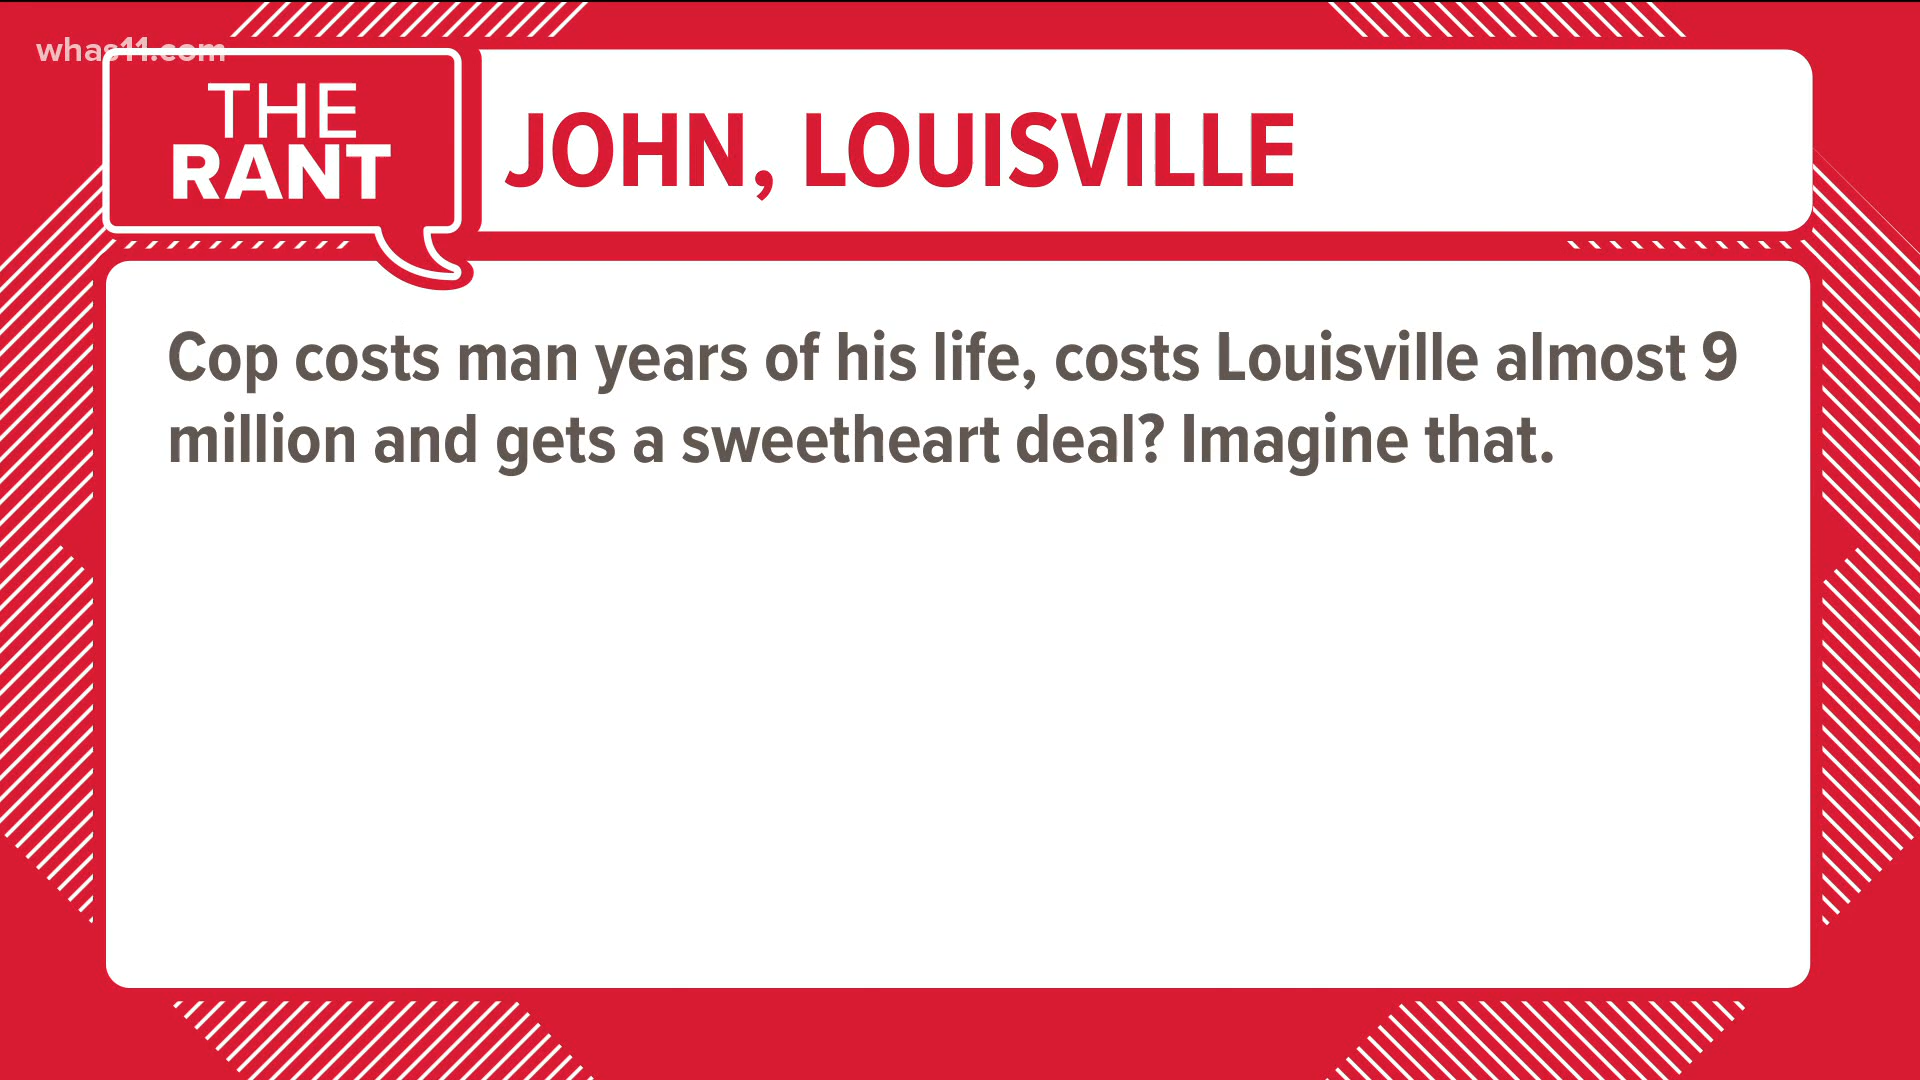 whas11.com
THE
RANT
JOHN, LOUISVILLE
Cop costs man years of his life, costs Louisville almost 9
million and gets a sweetheart deal? Imagine that.